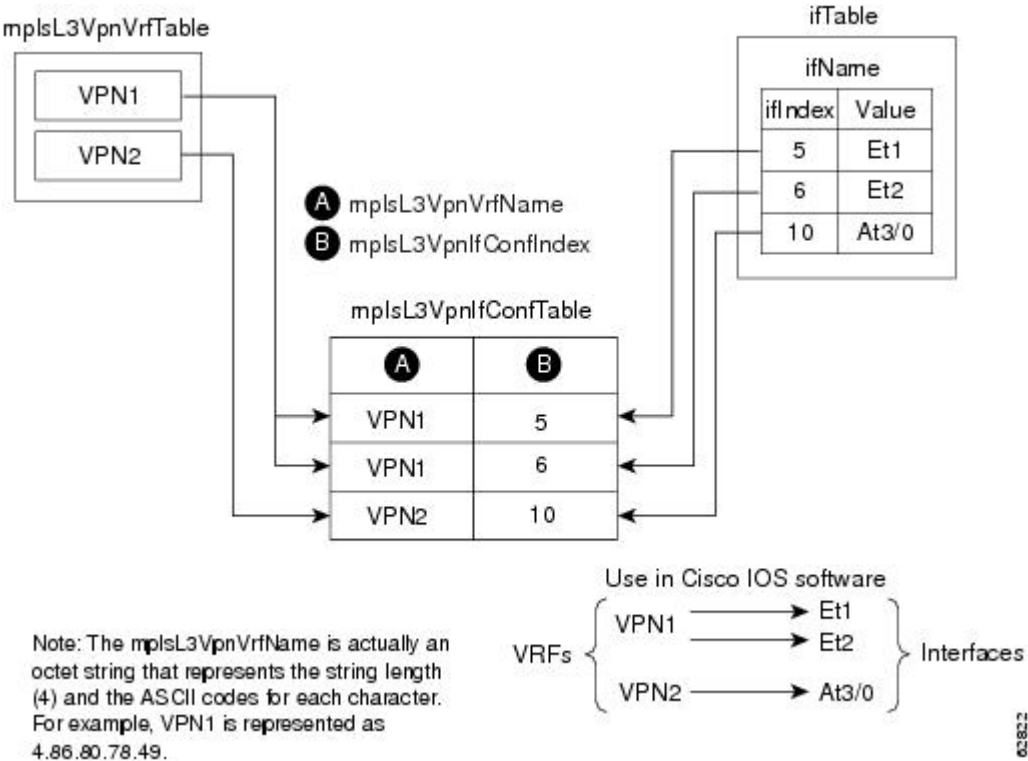 mplsL3VpnVrfTable
VPN1
VPN2
ifTable
ifName
ifIndex Value
5 Et1
6 Et2
10 At3/0
A mplsL3VpnVrfName
B mplsL3VpnIfConfIndex
mplsL3VpnIfConfTable
A B
VPN1 5
VPN1 6
VPN2 10
Use in Cisco IOS software
VRFs
VPN1 Et1
Et2
VPN2 At3/0
Interfaces
Note: The mplsL3VpnVrfName is actually an
octet string that represents the string length
(4) and the ASCII codes for each character.
For example, VPN1 is represented as
4.86.80.78.49.
62822